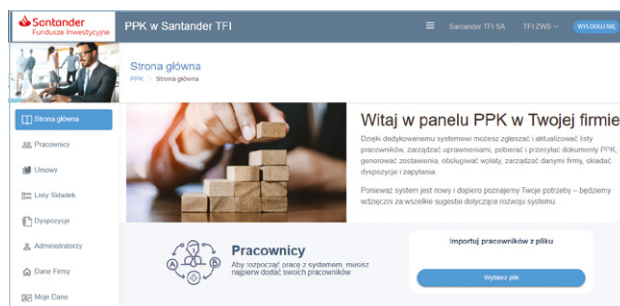 Santander
Fundusze Inwestycyjne
PPK w Santander TFI
Santander TFI SA
TFI ZWS
WYLOGUJ SIĘ
Strona główna
PPK > Strona główna
Strona główna
Pracownicy
Umowy
Listy Składek
Dyspozycje
Administratorzy
Dane Firmy
Moje Dane
Witaj w panelu PPK w Twojej firmie
Dzięki dedykowanemu systemowi możesz zgłaszać i aktualizować listy
pracowników, zarządzać uprawnieniami, pobierać i przesyłać dokumenty PPK,
generować zestawienia, obsługiwać wpłaty, zarządzać danymi firmy, składać
dyspozycje i zapytania.
Ponieważ system jest nowy i dopiero poznajemy Twoje potrzeby – będziemy
wdzięczni za wszelkie sugestie dotyczące rozwoju systemu.
A
B
Pracownicy
Aby rozpocząć pracę z systemem, musisz
najpierw dodać swoich pracowników
Importuj pracowników z pliku
Wybierz plik